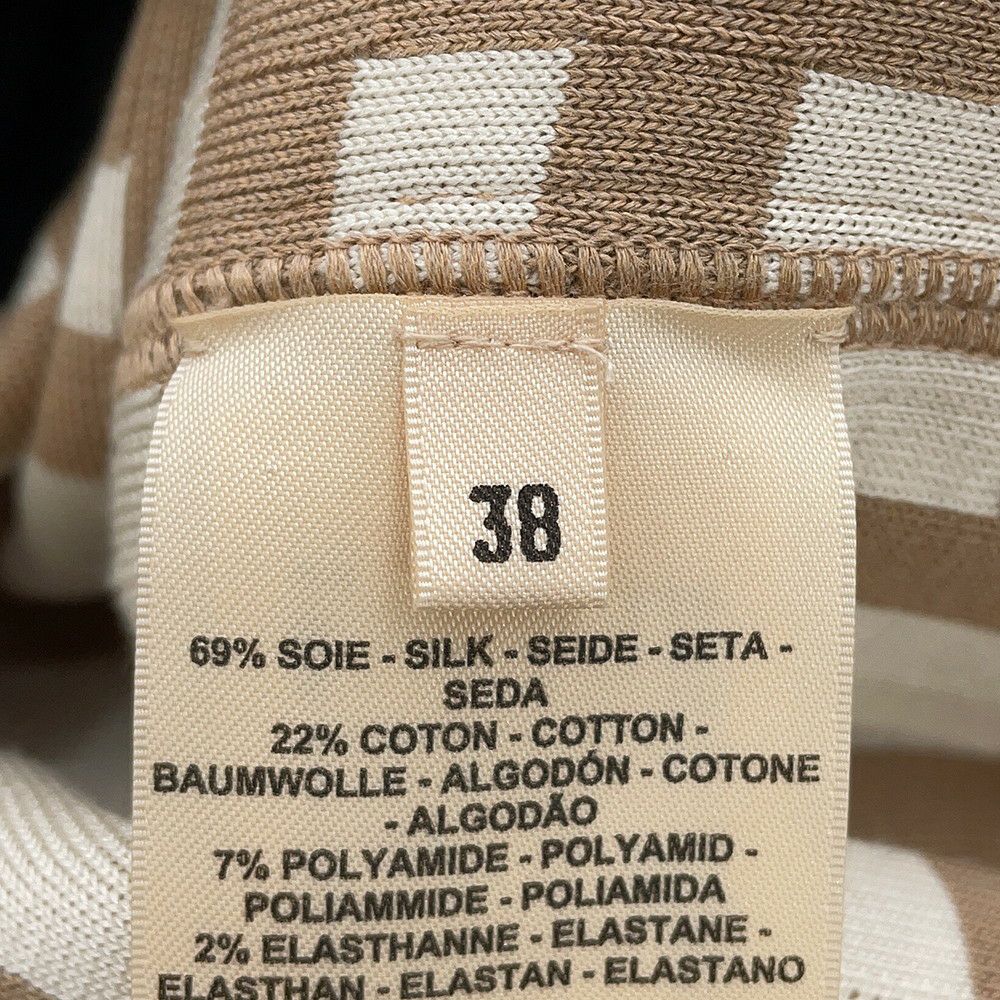 38
69% SOIE - SILK - SEIDE - SETA -
SEDA
22% COTON - COTTON -
BAUMWOLLE - ALGODÓN - COTONE
- ALGODÃO
7% POLYAMIDE - POLYAMID -
POLIAMMIDE - POLIAMIDA
2% ELASTHANNE - ELASTANE -
ELASTHAN - ELASTAN - ELASTANO